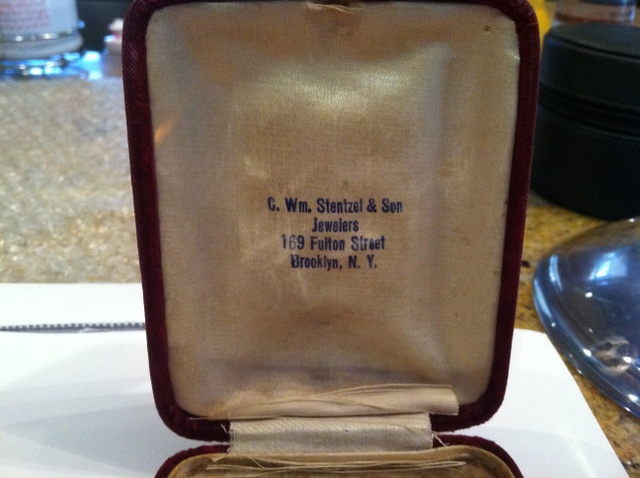 C. Wm. Stentzel & Son
Jewelers
169 Fulton Street
Brooklyn, N. Y.